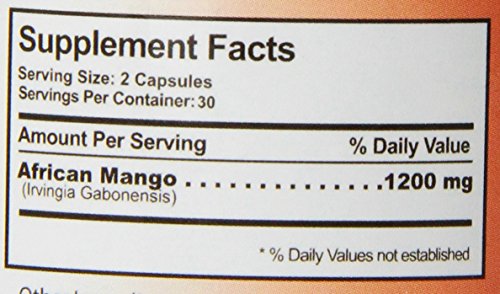 Supplement Facts
Serving Size: 2 Capsules
Servings Per Container: 30
Amount Per Serving % Daily Value
African Mango . . . . . . . . . . . . . . .1200 mg
(Irvingia Gabonensis)
* % Daily Values not established